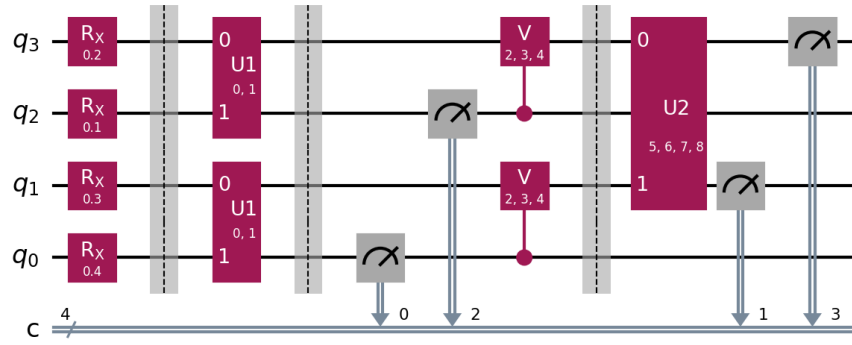 q3 RX 0.2 0 U1 0, 1 V 2, 3, 4 0
q2 RX 0.1 1 U2 5, 6, 7, 8
q1 RX 0.3 0 U1 0, 1 V 2, 3, 4 1
q0 RX 0.4 1
c 4 0 2 1 3